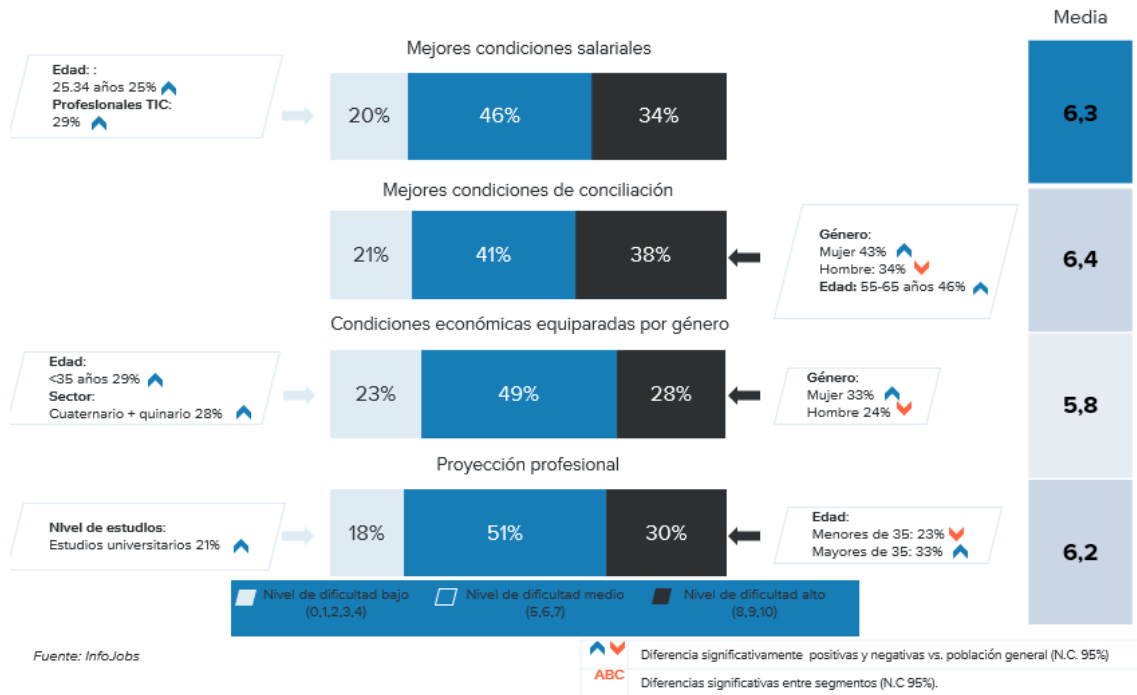 Media
Mejores condiciones salariales
Edad: :
25.34 años 25%
Profesionales TIC:
29%
20%
46%
34%
6,3
Mejores condiciones de conciliación
21%
41%
38%
Género:
Mujer 43%
Hombre: 34%
Edad: 55-65 años 46%
6,4
Condiciones económicas equiparadas por género
Edad:
<35 años 29%
Sector:
Cuaternario + quinario 28%
23%
49%
28%
Género:
Mujer 33%
Hombre 24%
5,8
Proyección profesional
Nivel de estudios:
Estudios universitarios 21%
18%
51%
30%
Edad:
Menores de 35: 23%
Mayores de 35: 33%
6,2
Nivel de dificultad bajo
(0,1,2,3,4)
Nivel de dificultad medio
(5,6,7)
Nivel de dificultad alto
(8,9,10)
Fuente: InfoJobs
Diferencia significativamente positivas y negativas vs. población general (N.C. 95%)
ABC
Diferencias significativas entre segmentos (N.C 95%).